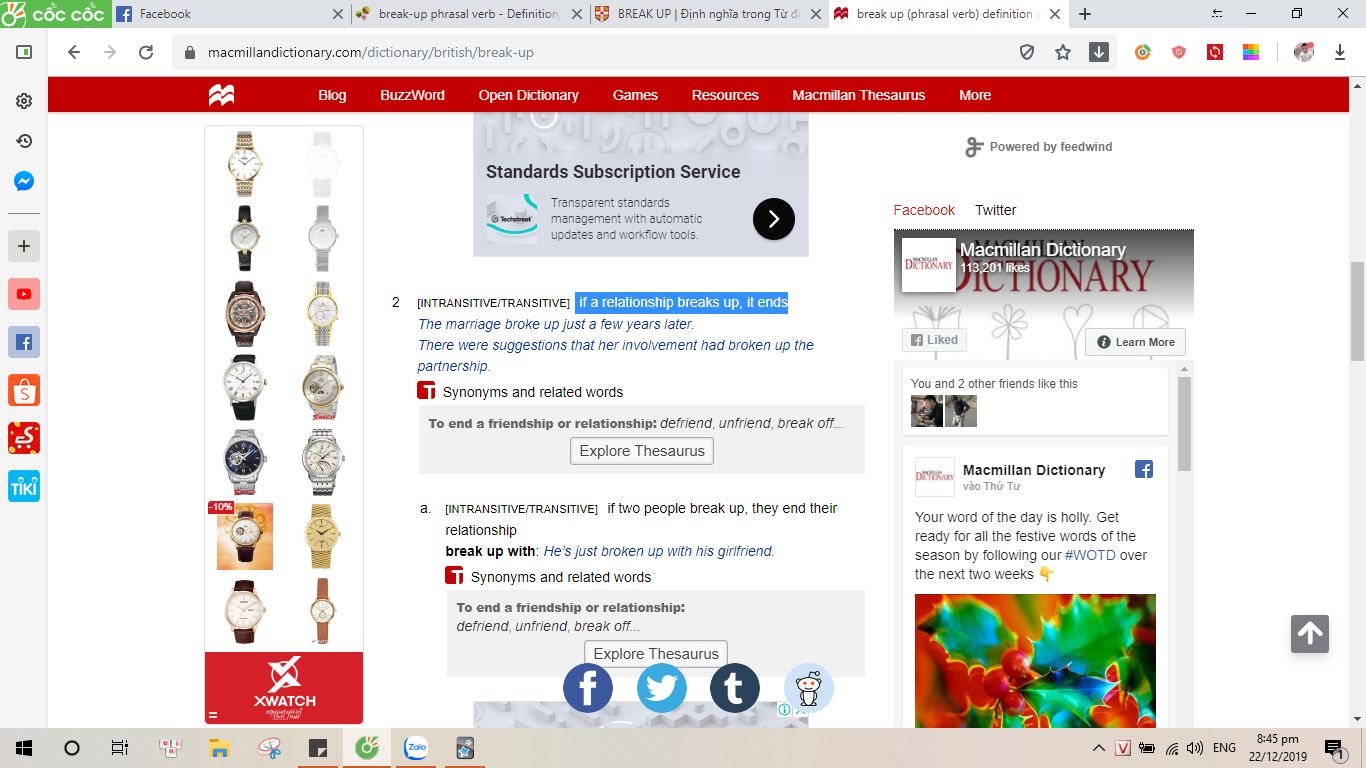 cốc cốc
Facebook
break-up phrasal verb - Definition,
BREAK UP | Định nghĩa trong Từ đi
break up (phrasal verb) definition a
macmillandictionary.com/dictionary/british/break-up
Blog
BuzzWord
Open Dictionary
Games
Resources
Macmillan Thesaurus
More
Standards Subscription Service
Techstreet
Transparent standards
management with automatic
updates and workflow tools.
Powered by feedwind
Facebook
Twitter
MACMILLAN
DICTIONARY
Macmillan Dictionary
113,201 likes
Liked
Learn More
You and 2 other friends like this
MACMILLAN
DICTIONARY
Macmillan Dictionary
vào Thứ Tư
Your word of the day is holly. Get
ready for all the festive words of the
season by following our #WOTD over
the next two weeks 👇
2 [INTRANSITIVE/TRANSITIVE] if a relationship breaks up, it ends
The marriage broke up just a few years later.
There were suggestions that her involvement had broken up the
partnership.
T Synonyms and related words
To end a friendship or relationship: defriend, unfriend, break off...
Explore Thesaurus
a. [INTRANSITIVE/TRANSITIVE] if two people break up, they end their
relationship
break up with: He's just broken up with his girlfriend.
T Synonyms and related words
To end a friendship or relationship:
defriend, unfriend, break off...
Explore Thesaurus
-10%
XWATCH
TIKI
Zalo
V
ENG
8:45 pm
22/12/2019
1